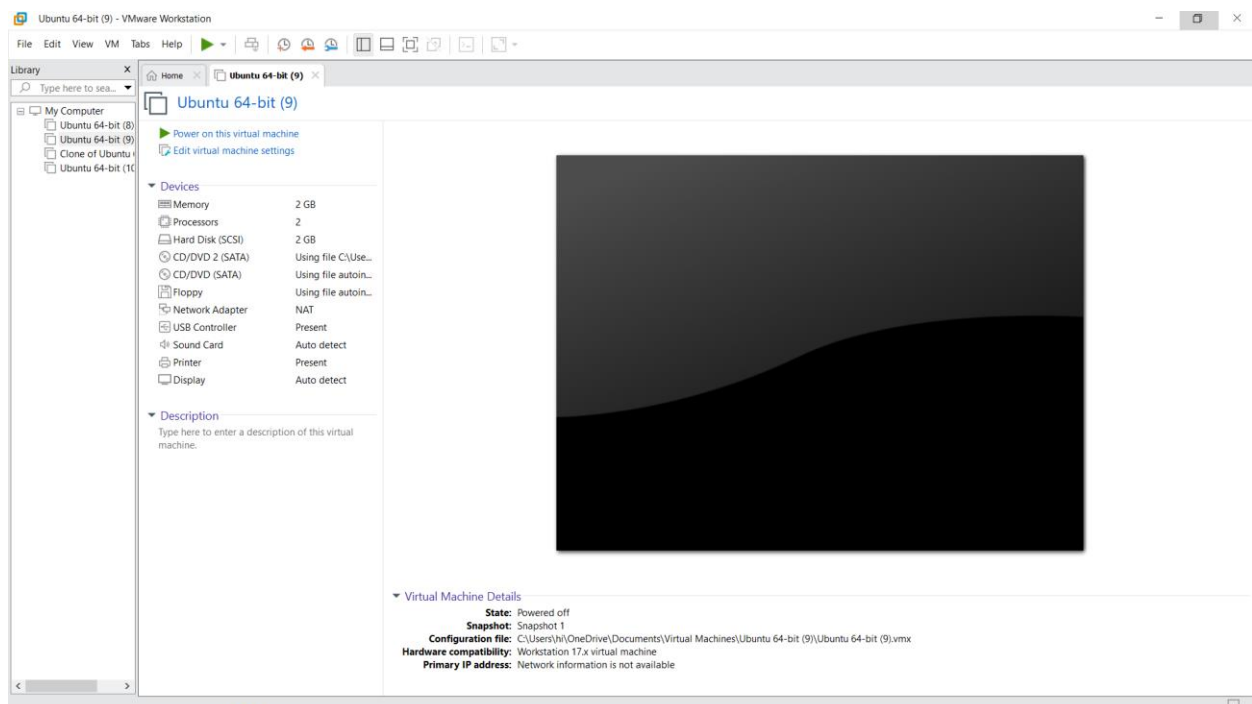 Ubuntu 64-bit (9) - VMware Workstation
File Edit View VM Tabs Help
Library X
Type here to sea...
My Computer
Ubuntu 64-bit (8)
Ubuntu 64-bit (9)
Clone of Ubuntu
Ubuntu 64-bit (1
Home
Ubuntu 64-bit (9)
Ubuntu 64-bit (9)
Power on this virtual machine
Edit virtual machine settings
Devices
Memory 2 GB
Processors 2
Hard Disk (SCSI) 2 GB
CD/DVD 2 (SATA) Using file C:\Use...
CD/DVD (SATA) Using file autoin...
Floppy Using file autoin...
Network Adapter NAT
USB Controller Present
Sound Card Auto detect
Printer Present
Display Auto detect
Description
Type here to enter a description of this virtual
machine.
Virtual Machine Details
State: Powered off
Snapshot: Snapshot 1
Configuration file: C:\Users\hi\OneDrive\Documents\Virtual Machines\Ubuntu 64-bit (9)\Ubuntu 64-bit (9).vmx
Hardware compatibility: Workstation 17.x virtual machine
Primary IP address: Network information is not available